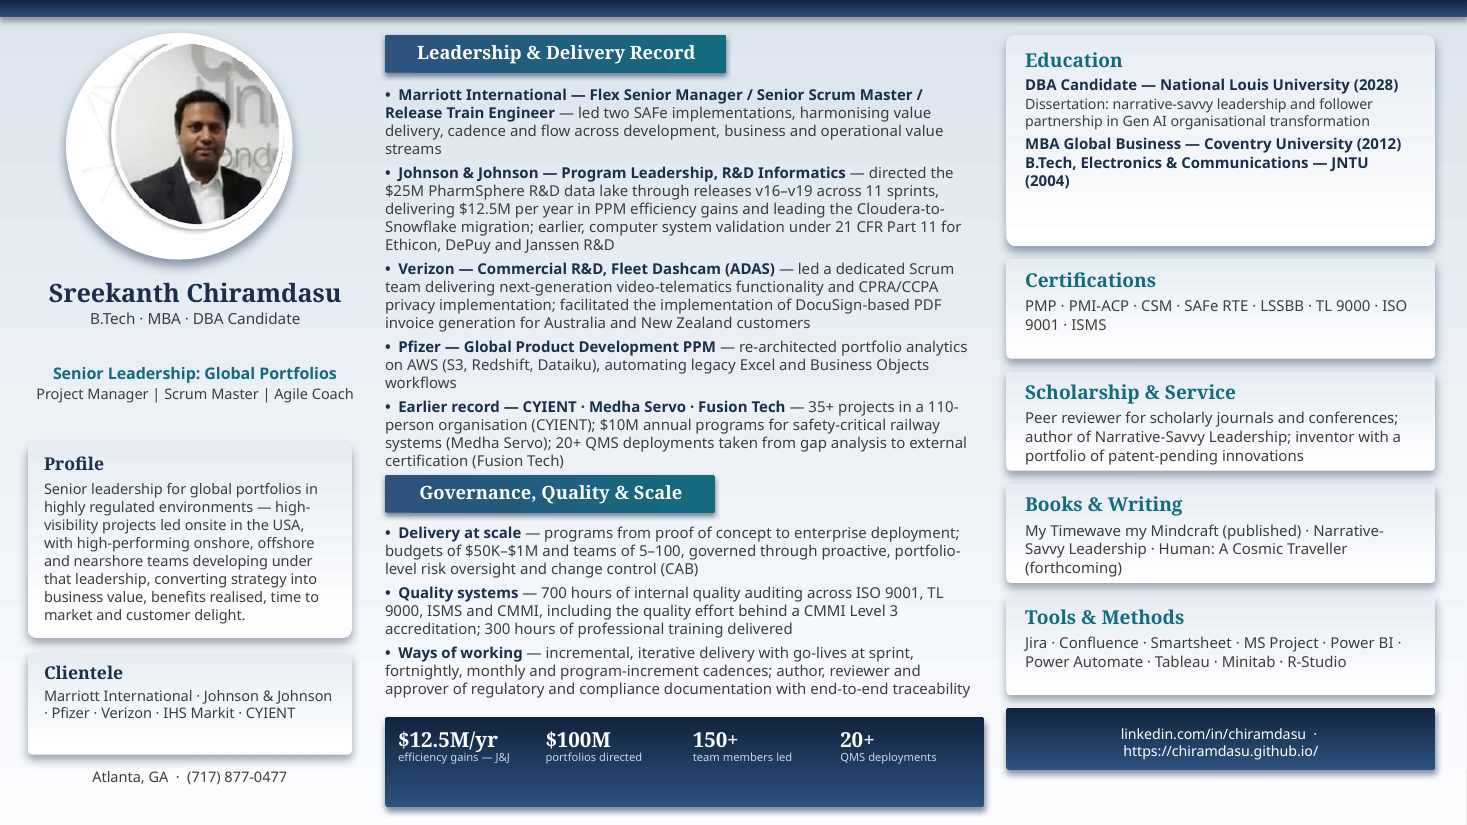 Sreekanth Chiramdasu
B.Tech · MBA · DBA Candidate
Senior Leadership: Global Portfolios
Project Manager | Scrum Master | Agile Coach
Profile
Senior leadership for global portfolios in
highly regulated environments — high-
visibility projects led onsite in the USA,
with high-performing onshore, offshore
and nearshore teams developing under
that leadership, converting strategy into
business value, benefits realised, time to
market and customer delight.
Clientele
Marriott International · Johnson & Johnson
· Pfizer · Verizon · IHS Markit · CYIENT
Atlanta, GA · (717) 877-0477
Leadership & Delivery Record
• Marriott International — Flex Senior Manager / Senior Scrum Master /
Release Train Engineer — led two SAFe implementations, harmonising value
delivery, cadence and flow across development, business and operational value
streams
• Johnson & Johnson — Program Leadership, R&D Informatics — directed the
$25M PharmSphere R&D data lake through releases v16–v19 across 11 sprints,
delivering $12.5M per year in PPM efficiency gains and leading the Cloudera-to-
Snowflake migration; earlier, computer system validation under 21 CFR Part 11 for
Ethicon, DePuy and Janssen R&D
• Verizon — Commercial R&D, Fleet Dashcam (ADAS) — led a dedicated Scrum
team delivering next-generation video-telematics functionality and CPRA/CCPA
privacy implementation; facilitated the implementation of DocuSign-based PDF
invoice generation for Australia and New Zealand customers
• Pfizer — Global Product Development PPM — re-architected portfolio analytics
on AWS (S3, Redshift, Dataiku), automating legacy Excel and Business Objects
workflows
• Earlier record — CYIENT · Medha Servo · Fusion Tech — 35+ projects in a 110-
person organisation (CYIENT); $10M annual programs for safety-critical railway
systems (Medha Servo); 20+ QMS deployments taken from gap analysis to external
certification (Fusion Tech)
Governance, Quality & Scale
• Delivery at scale — programs from proof of concept to enterprise deployment;
budgets of $50K–$1M and teams of 5–100, governed through proactive, portfolio-
level risk oversight and change control (CAB)
• Quality systems — 700 hours of internal quality auditing across ISO 9001, TL
9000, ISMS and CMMI, including the quality effort behind a CMMI Level 3
accreditation; 300 hours of professional training delivered
• Ways of working — incremental, iterative delivery with go-lives at sprint,
fortnightly, monthly and program-increment cadences; author, reviewer and
approver of regulatory and compliance documentation with end-to-end traceability
$12.5M/yr
efficiency gains — J&J
$100M
portfolios directed
150+
team members led
20+
QMS deployments
Education
DBA Candidate — National Louis University (2028)
Dissertation: narrative-savvy leadership and follower
partnership in Gen AI organisational transformation
MBA Global Business — Coventry University (2012)
B.Tech, Electronics & Communications — JNTU
(2004)
Certifications
PMP · PMI-ACP · CSM · SAFe RTE · LSSBB · TL 9000 · ISO
9001 · ISMS
Scholarship & Service
Peer reviewer for scholarly journals and conferences;
author of Narrative-Savvy Leadership; inventor with a
portfolio of patent-pending innovations
Books & Writing
My Timewave my Mindcraft (published) · Narrative-
Savvy Leadership · Human: A Cosmic Traveller
(forthcoming)
Tools & Methods
Jira · Confluence · Smartsheet · MS Project · Power BI ·
Power Automate · Tableau · Minitab · R-Studio
linkedin.com/in/chiramdasu ·
https://chiramdasu.github.io/